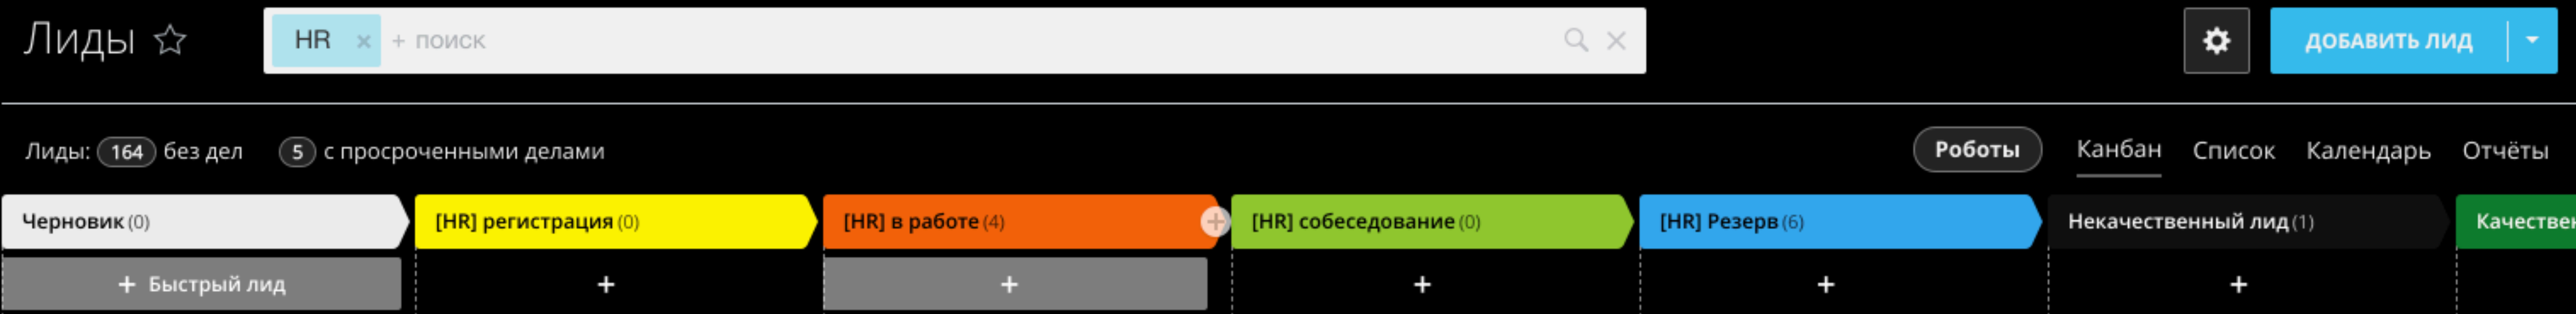 Лиды
HR × + поиск
ДОБАВИТЬ ЛИД
Лиды: 164 без дел 5 с просроченными делами
Роботы Канбан Список Календарь Отчёты
Черновик (0) [HR] регистрация (0) [HR] в работе (4) [HR] собеседование (0) [HR] Резерв (6) Некачественный лид (1) Качествен
+ Быстрый лид + + + + +